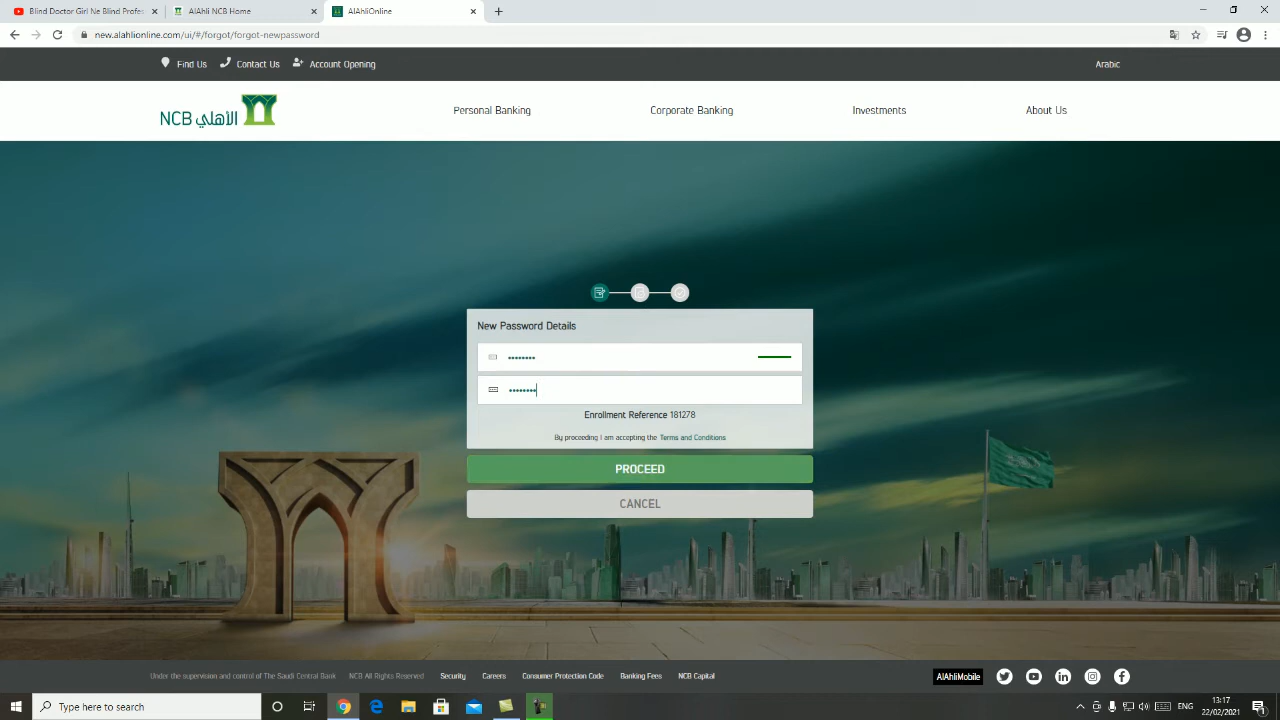 Blind Doctor Girl Ne Blind Profes
AlAhli NCB Home
AlAhliOnline
new.alahlionline.com/ui/#/forgot/forgot-newpassword
Find Us
Contact Us
Account Opening
Arabic
NCB الأهلي
Personal Banking
Corporate Banking
Investments
About Us
New Password Details
••••••••
••••••••
Enrollment Reference 181278
By proceeding I am accepting the Terms and Conditions
PROCEED
CANCEL
Under the supervision and control of The Saudi Central Bank
NCB All Rights Reserved
Security
Careers
Consumer Protection Code
Banking Fees
NCB Capital
AlAhliMobile
Type here to search
ENG
13:17
22/02/2021